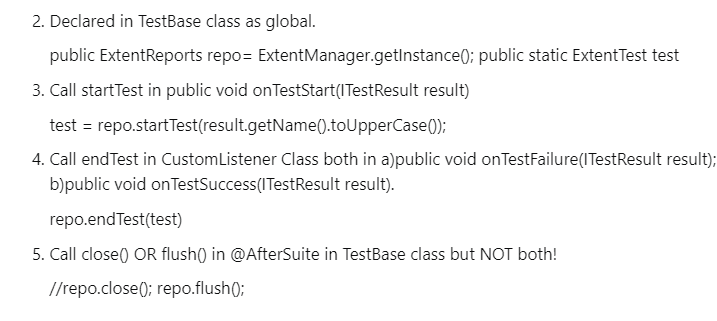 2. Declared in TestBase class as global.
public ExtentReports repo= ExtentManager.getInstance(); public static ExtentTest test
3. Call startTest in public void onTestStart(ITestResult result)
test = repo.startTest(result.getName().toUpperCase());
4. Call endTest in CustomListener Class both in a)public void onTestFailure(ITestResult result);
b)public void onTestSuccess(ITestResult result).
repo.endTest(test)
5. Call close() OR flush() in @AfterSuite in TestBase class but NOT both!
//repo.close(); repo.flush();